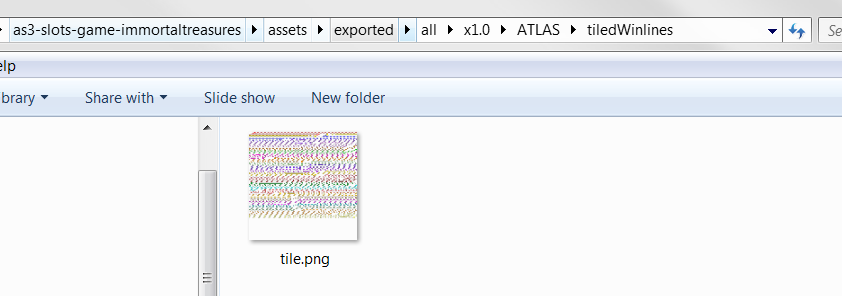 as3-slots-game-immortaltreasures assets exported all x1.0 ATLAS tiledWinlines Se
elp
ibrary Share with Slide show New folder
tile.png